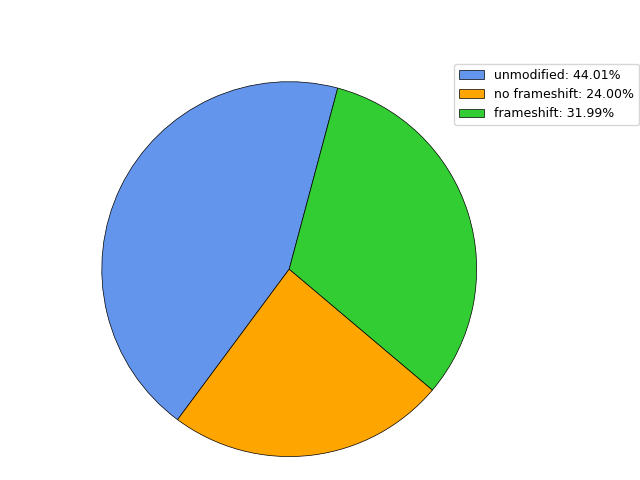 unmodified: 44.01%
no frameshift: 24.00%
frameshift: 31.99%